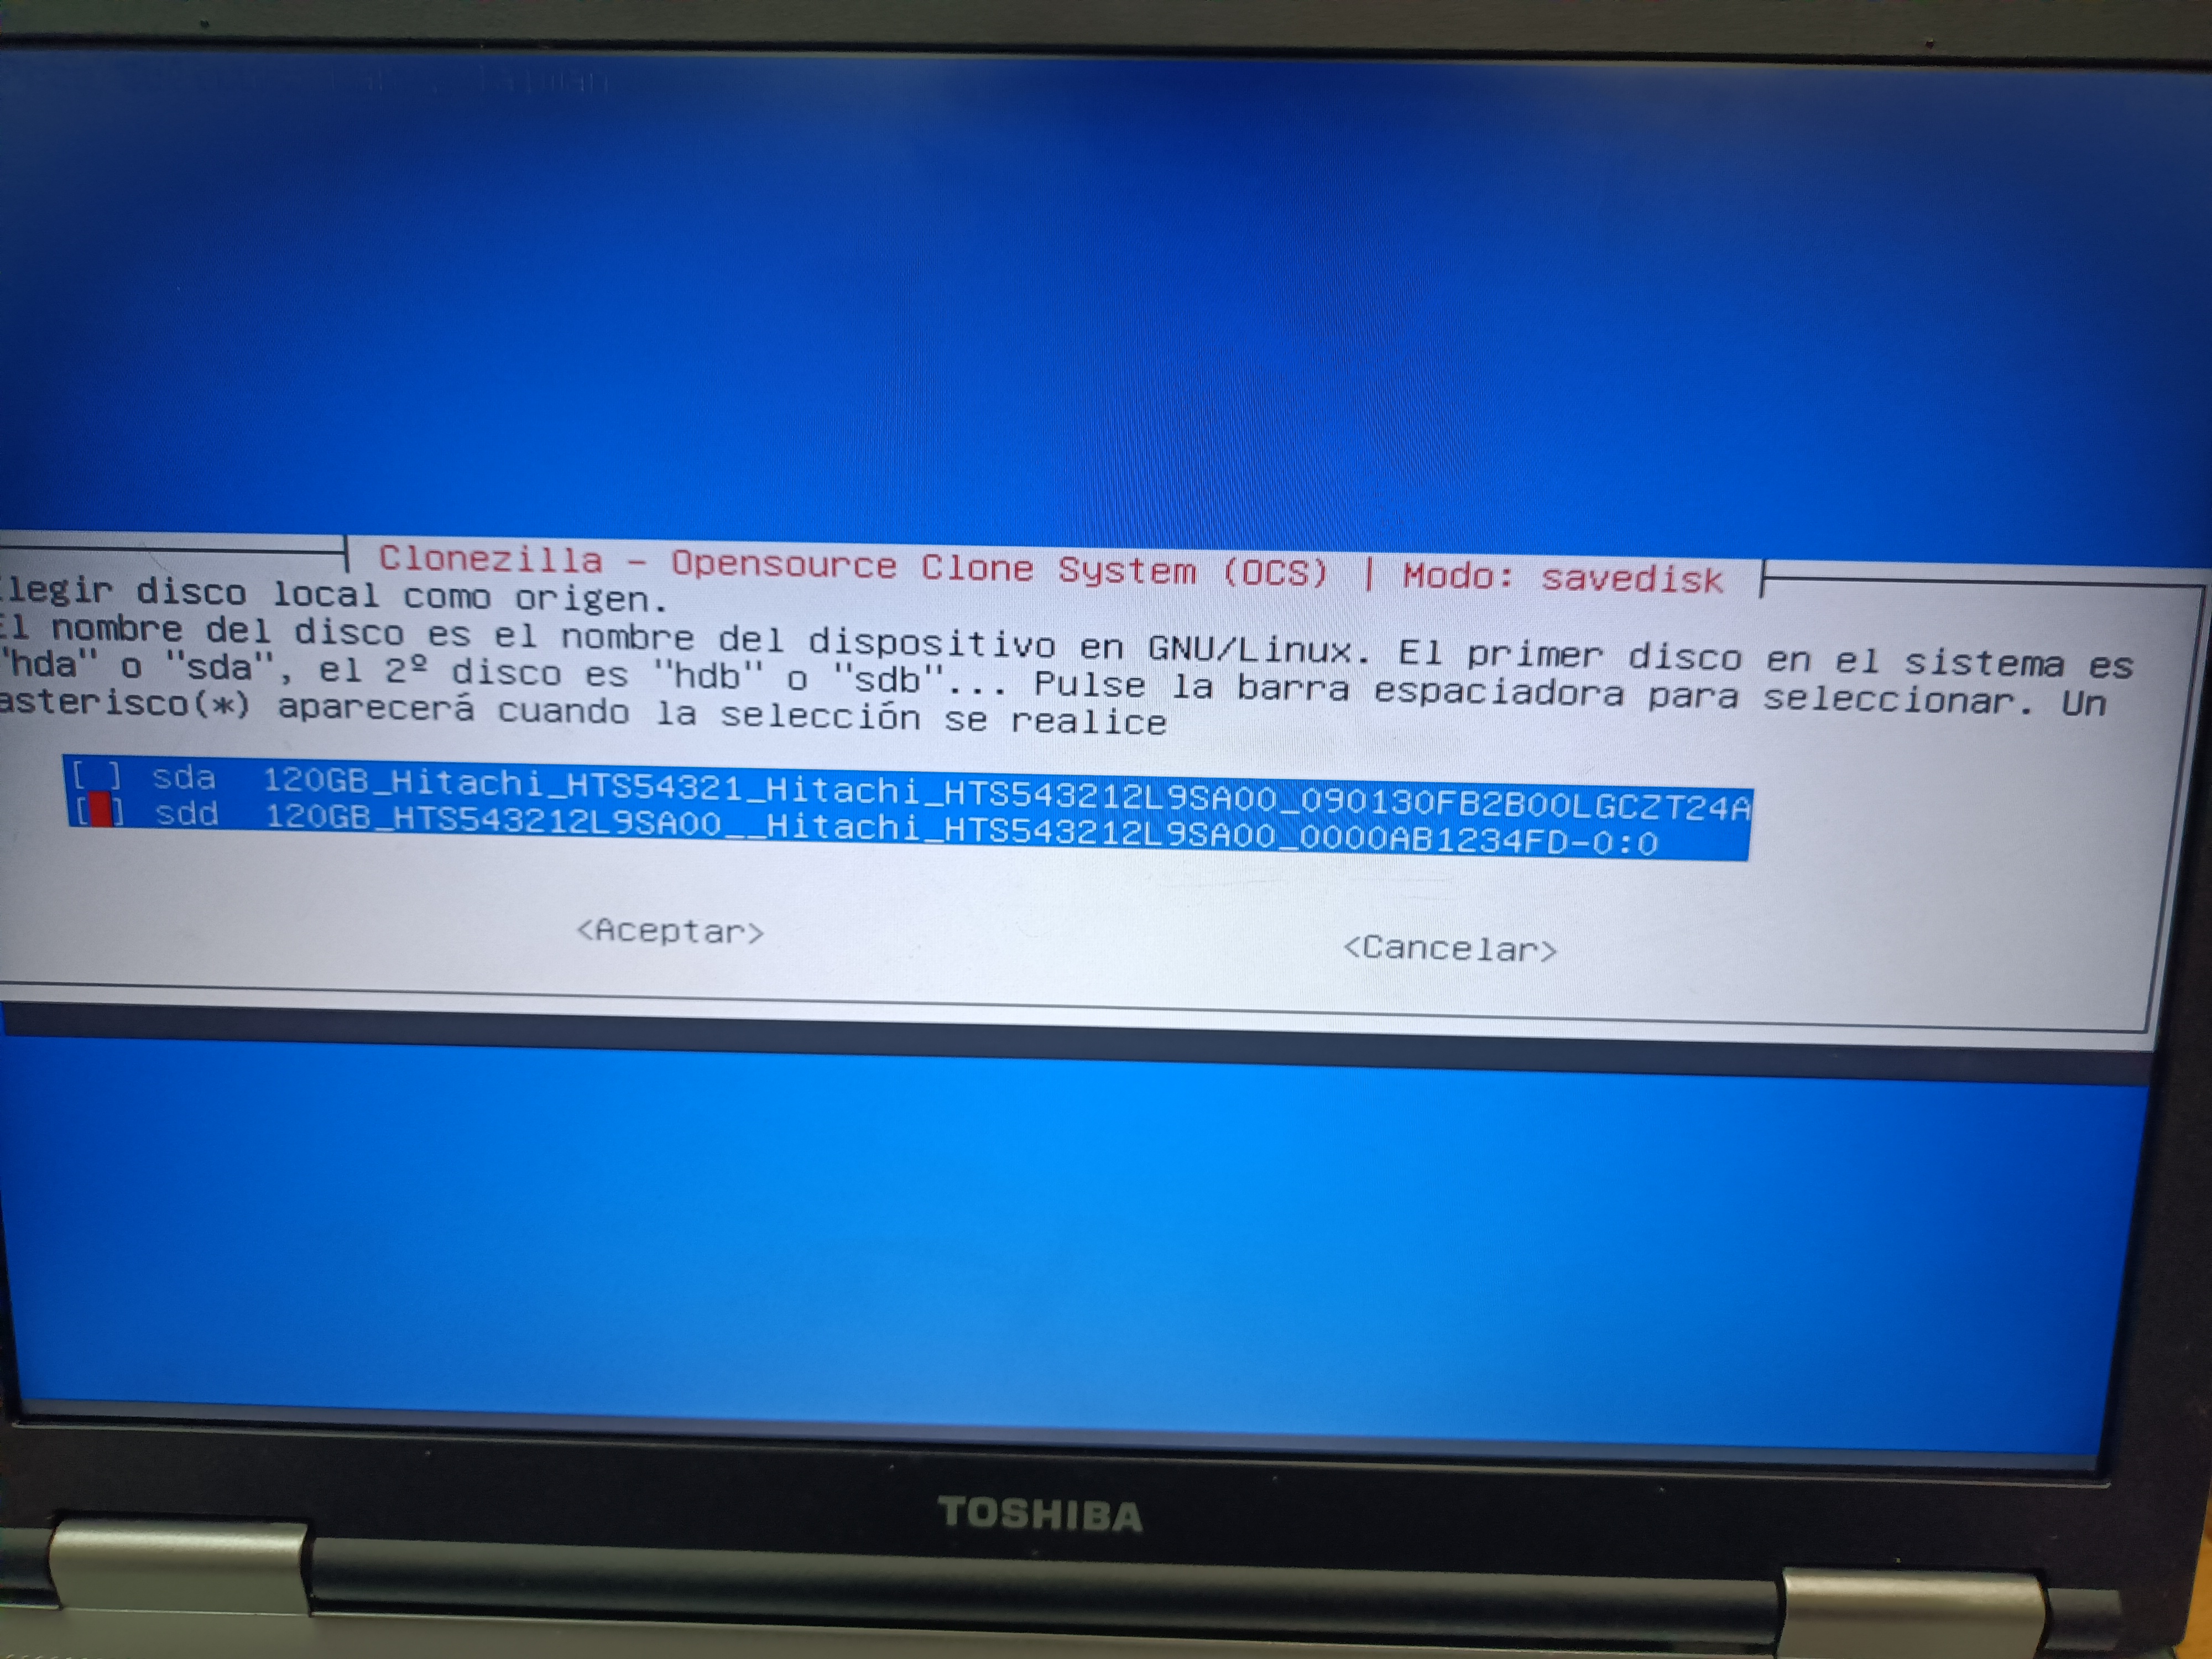 Clonezilla - Opensource Clone System (OCS) | Modo: savedisk
Elegir disco local como origen.
El nombre del disco es el nombre del dispositivo en GNU/Linux. El primer disco en el sistema es
"hda" o "sda", el 2º disco es "hdb" o "sdb"... Pulse la barra espaciadora para seleccionar. Un
asterisco(*) aparecerá cuando la selección se realice
[ ] sda 120GB_Hitachi_HTS54321_Hitachi_HTS543212L9SA00_090130FB2B00LGCZT24A
[ ] sdd 120GB_HTS543212L9SA00__Hitachi_HTS543212L9SA00_0000AB1234FD-0:0
<Aceptar> <Cancelar>
TOSHIBA